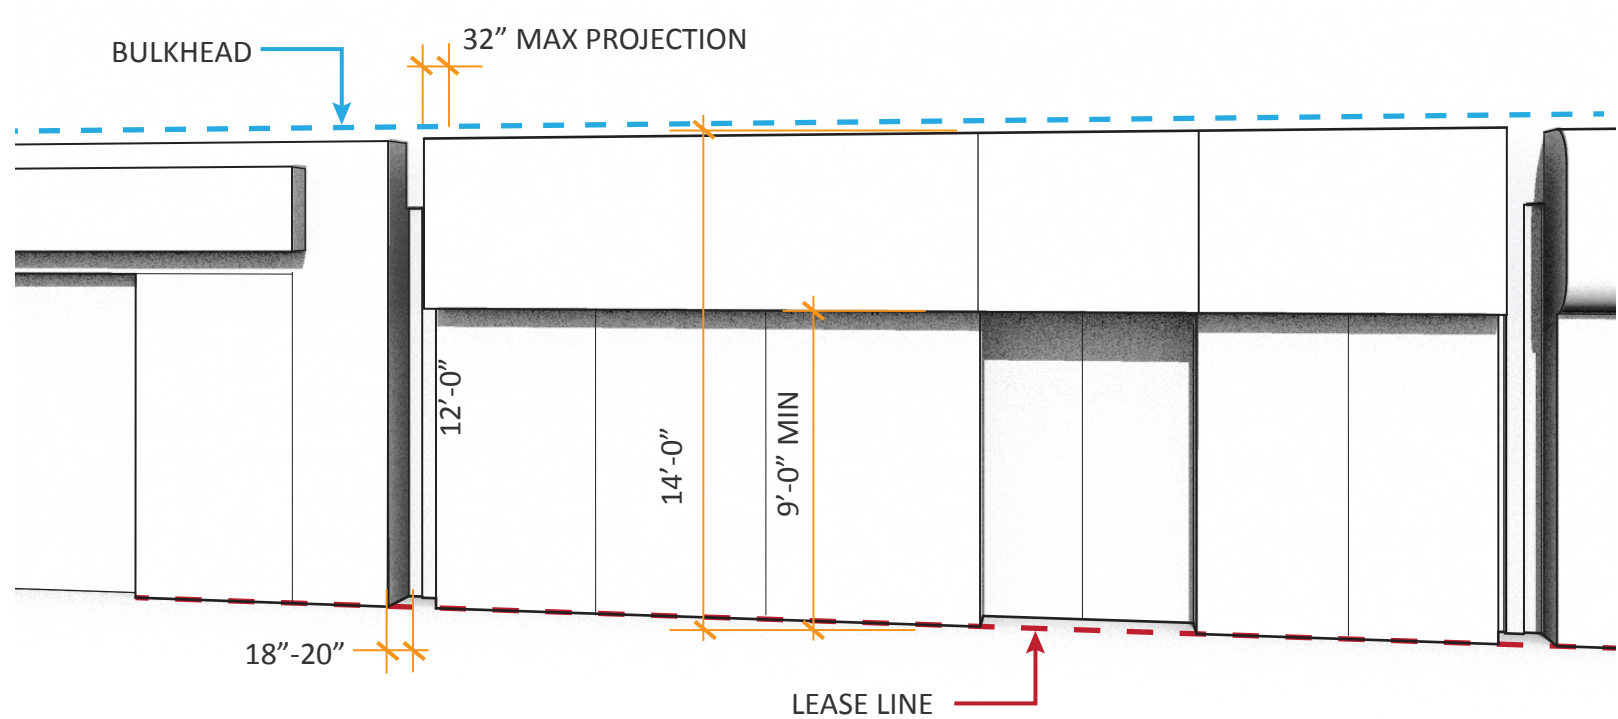 32” MAX PROJECTION
BULKHEAD
12’-0”
14’-0”
9’-0” MIN
18”-20”
LEASE LINE